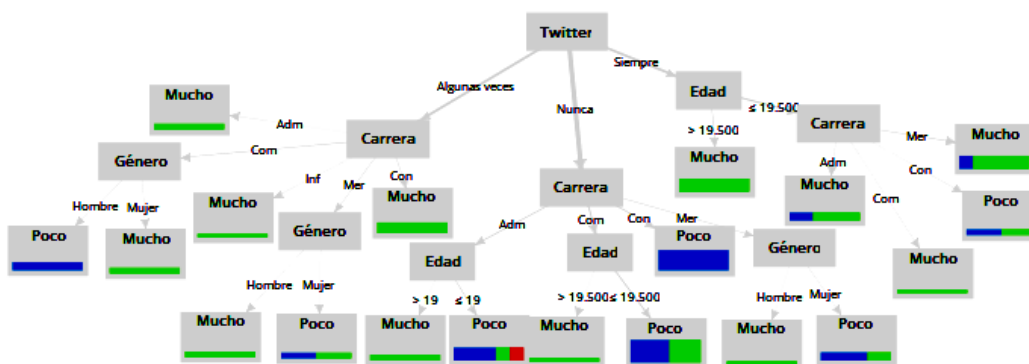 Twitter
Siempre
Algunas veces
Nunca
Edad
≤ 19.500
> 19.500
Mucho
Adm
Com
Carrera
Inf
Mer
Con
Género
Hombre
Mujer
Poco
Mucho
Mucho
Género
Hombre
Mujer
Mucho
Poco
Mucho
Carrera
Adm
Com
Con
Mer
Edad
> 19
≤ 19
Mucho
Poco
Edad
> 19.500
≤ 19.500
Mucho
Poco
Poco
Género
Hombre
Mujer
Mucho
Poco
Mucho
Carrera
Mer
Con
Adm
Com
Mucho
Poco
Mucho
Mucho